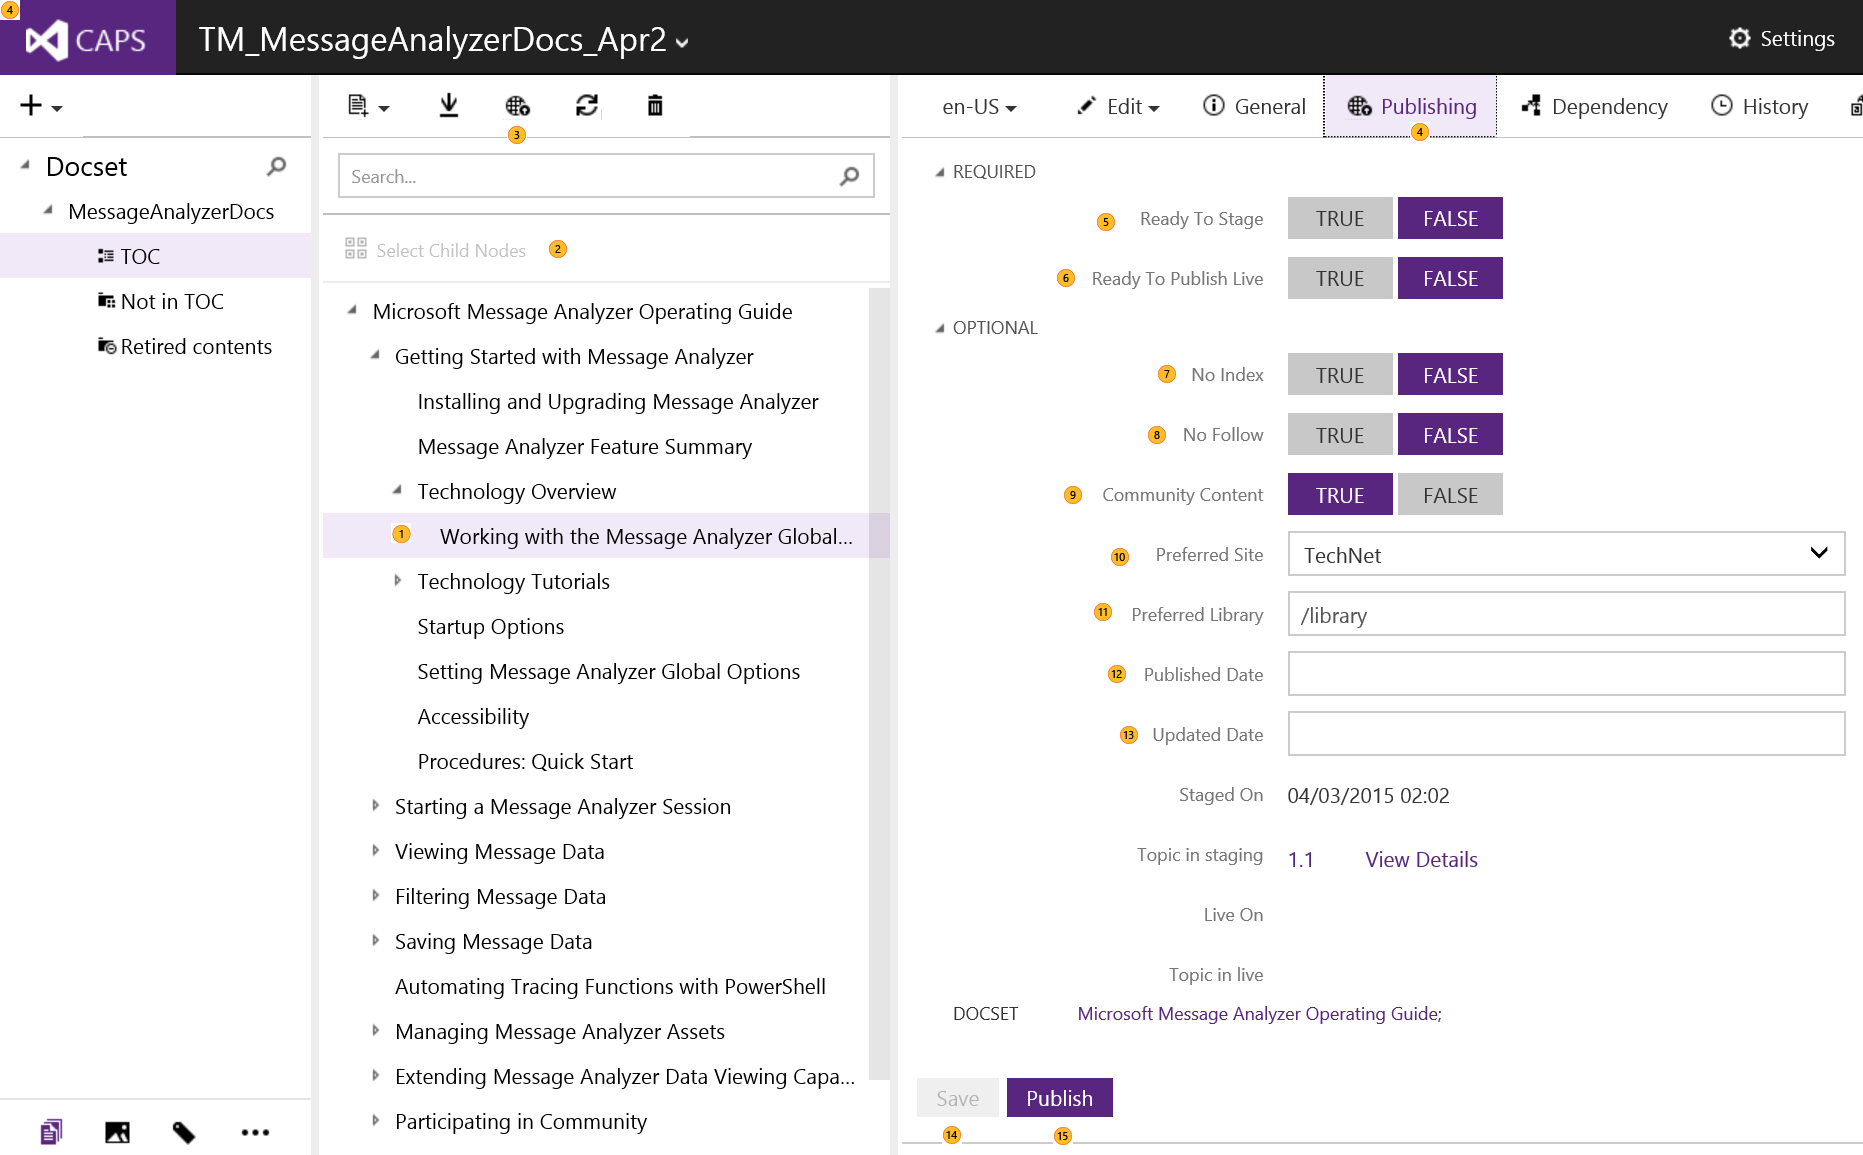 4
CAPS
TM_MessageAnalyzerDocs_Apr2
Settings
Docset
MessageAnalyzerDocs
TOC
Not in TOC
Retired contents
3
Search...
Select Child Nodes 2
Microsoft Message Analyzer Operating Guide
Getting Started with Message Analyzer
Installing and Upgrading Message Analyzer
Message Analyzer Feature Summary
Technology Overview
1 Working with the Message Analyzer Global...
Technology Tutorials
Startup Options
Setting Message Analyzer Global Options
Accessibility
Procedures: Quick Start
Starting a Message Analyzer Session
Viewing Message Data
Filtering Message Data
Saving Message Data
Automating Tracing Functions with PowerShell
Managing Message Analyzer Assets
Extending Message Analyzer Data Viewing Capa...
Participating in Community
en-US Edit General Publishing Dependency History
4
REQUIRED
5 Ready To Stage TRUE FALSE
6 Ready To Publish Live TRUE FALSE
OPTIONAL
7 No Index TRUE FALSE
8 No Follow TRUE FALSE
9 Community Content TRUE FALSE
10 Preferred Site TechNet
11 Preferred Library /library
12 Published Date
13 Updated Date
Staged On 04/03/2015 02:02
Topic in staging 1.1 View Details
Live On
Topic in live
DOCSET Microsoft Message Analyzer Operating Guide;
Save Publish
14 15